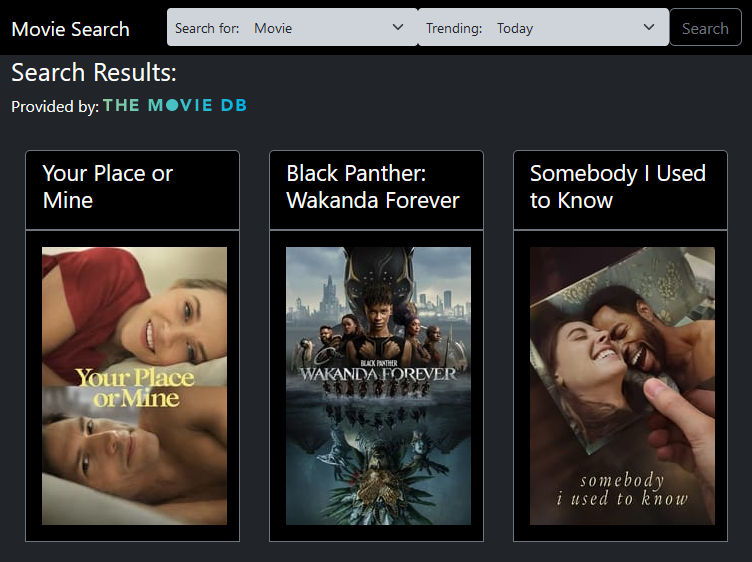 Movie Search
Search for: Movie
Trending: Today
Search
Search Results:
Provided by: THE MOVIE DB
Your Place or
Mine
Black Panther:
Wakanda Forever
Somebody I Used
to Know
Your Place
or Mine
BLACK PANTHER
WAKANDA FOREVER
somebody
i used to know